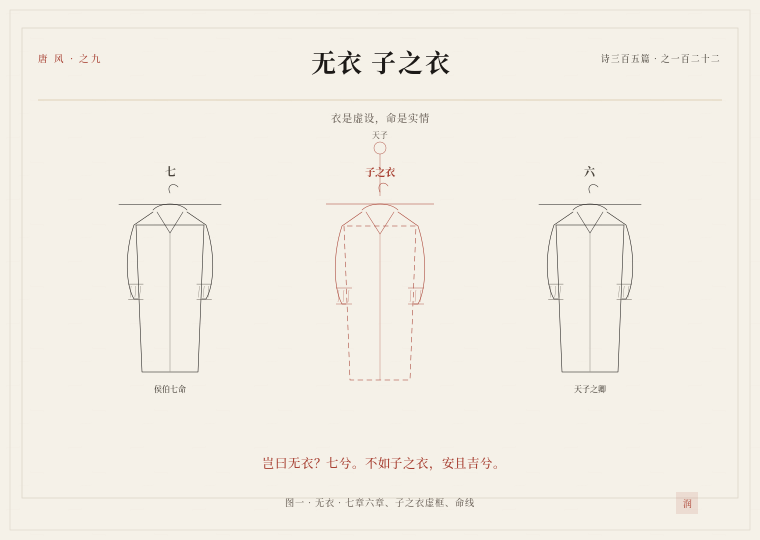 唐 风 · 之九
无衣 子之衣
诗三百五篇 · 之一百二十二
衣是虚设，命是实情
天子
七
子之衣
六
侯伯七命
天子之卿
岂曰无衣？七兮。不如子之衣，安且吉兮。
图一 · 无衣 · 七章六章、子之衣虚框、命线
润